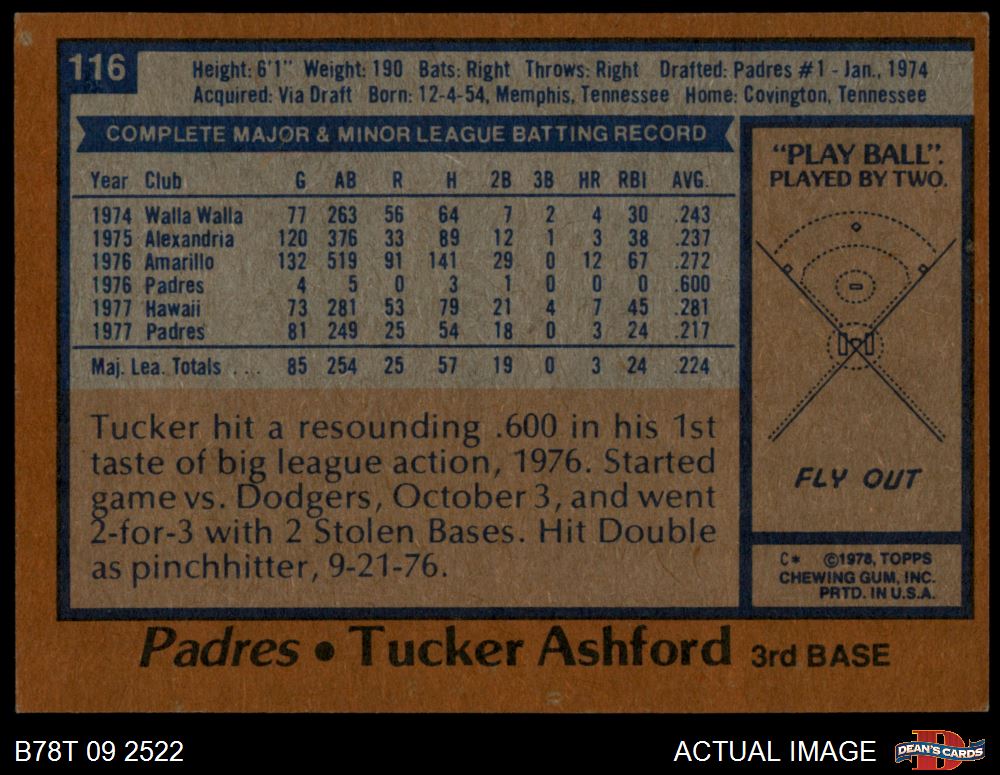 116
Height: 6'1" Weight: 190 Bats: Right Throws: Right Drafted: Padres #1 - Jan., 1974
Acquired: Via Draft Born: 12-4-54, Memphis, Tennessee Home: Covington, Tennessee
COMPLETE MAJOR & MINOR LEAGUE BATTING RECORD
Year Club G AB R H 2B 3B HR RBI AVG.
1974 Walla Walla 77 263 56 64 7 2 4 30 .243
1975 Alexandria 120 376 33 89 12 1 3 38 .237
1976 Amarillo 132 519 91 141 29 0 12 67 .272
1976 Padres 4 5 0 3 1 0 0 0 .600
1977 Hawaii 73 281 53 79 21 4 7 45 .281
1977 Padres 81 249 25 54 18 0 3 24 .217
Maj. Lea. Totals . . . 85 254 25 57 19 0 3 24 .224
Tucker hit a resounding .600 in his 1st
taste of big league action, 1976. Started
game vs. Dodgers, October 3, and went
2-for-3 with 2 Stolen Bases. Hit Double
as pinchhitter, 9-21-76.
"PLAY BALL".
PLAYED BY TWO.
FLY OUT
C* ©1978, TOPPS
CHEWING GUM, INC.
PRTD. IN U.S.A.
Padres • Tucker Ashford 3rd BASE
B78T 09 2522
ACTUAL IMAGE
D
DEAN'S CARDS